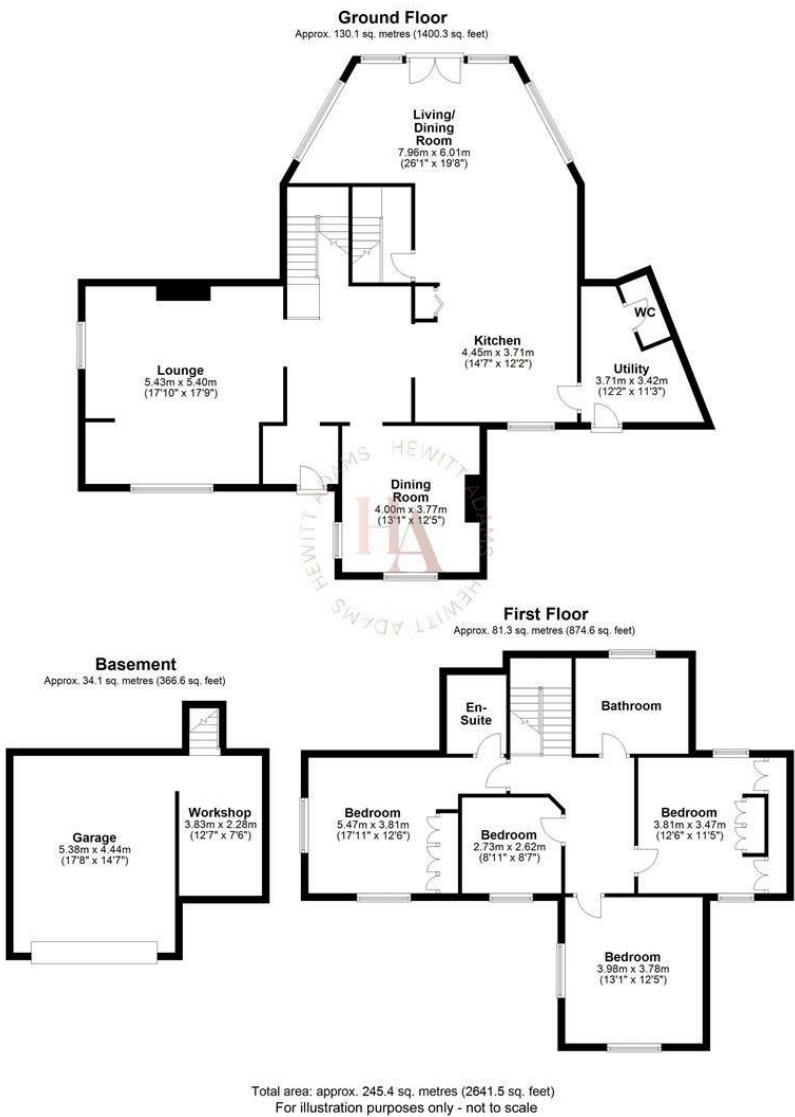 Ground Floor
Approx. 130.1 sq. metres (1400.3 sq. feet)
Living/
Dining
Room
7.96m x 6.01m
(26'1" x 19'8")
WC
Kitchen
4.45m x 3.71m
(14'7" x 12'2")
Lounge
5.43m x 5.40m
(17'10" x 17'9")
Utility
3.71m x 3.42m
(12'2" x 11'3")
Dining
Room
4.00m x 3.77m
(13'1" x 12'5")
HEWITT ADAMS HEWITT ADAMS HEWITT ADAMS
HA
First Floor
Approx. 81.3 sq. metres (874.6 sq. feet)
Basement
Approx. 34.1 sq. metres (366.6 sq. feet)
En-
Suite
Bathroom
Workshop
3.83m x 2.28m
(12'7" x 7'6")
Garage
5.38m x 4.44m
(17'8" x 14'7")
Bedroom
5.47m x 3.81m
(17'11" x 12'6")
Bedroom
2.73m x 2.62m
(8'11" x 8'7")
Bedroom
3.81m x 3.47m
(12'6" x 11'5")
Bedroom
3.98m x 3.78m
(13'1" x 12'5")
Total area: approx. 245.4 sq. metres (2641.5 sq. feet)
For illustration purposes only - not to scale